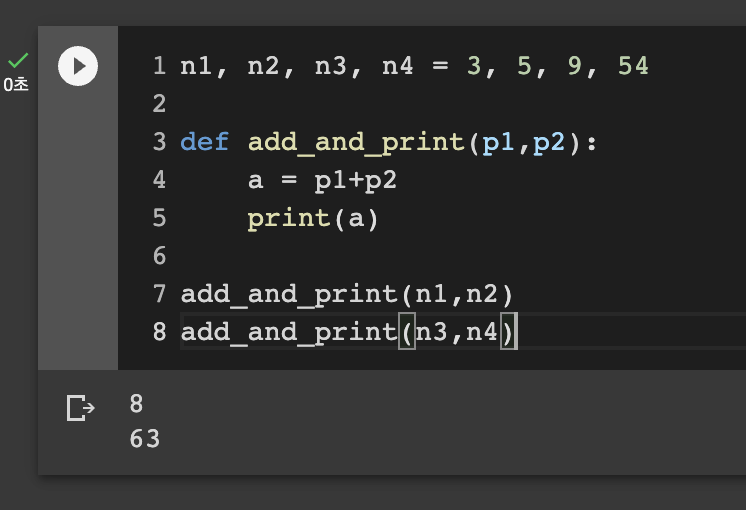 1 n1, n2, n3, n4 = 3, 5, 9, 54
0초
2
3 def add_and_print(p1,p2):
4     a = p1+p2
5     print(a)
6
7 add_and_print(n1,n2)
8 add_and_print(n3,n4)
8
63